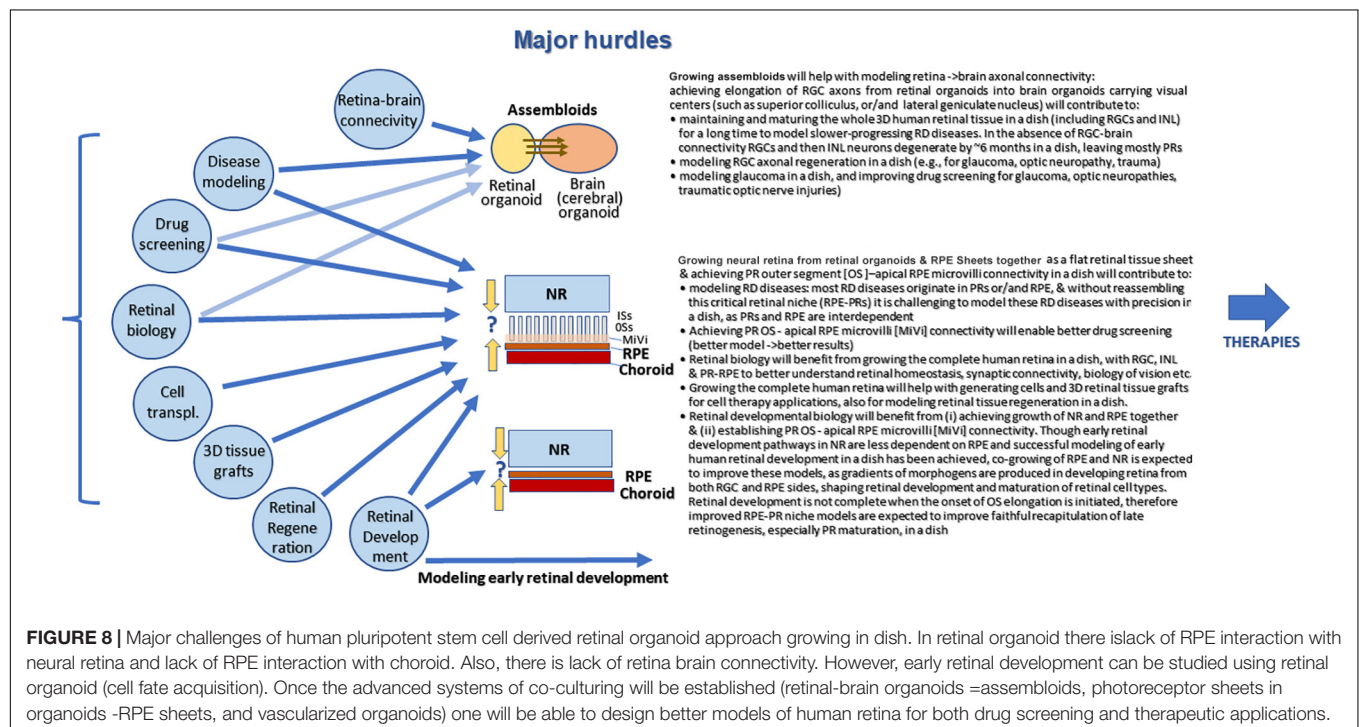 Major hurdles
Retina-brain
connecivity
Disease
modeling
Drug
screening
Retinal
biology
Cell
transpl.
3D tissue
grafts
Retinal
Regene
ration
Retinal
Develop
ment
Assembloids
Retinal
organoid
Brain
(cerebral)
organoid
NR
?
ISs
OSs
MiVi
RPE
Choroid
NR
?
RPE
Choroid
Modeling early retinal development
Growing assembloids will help with modeling retina ->brain axonal connectivity:
achieving elongation of RGC axons from retinal organoids into brain organoids carrying visual
centers (such as superior colliculus, or/and lateral geniculate nucleus) will contribute to:
• maintaining and maturing the whole 3D human retinal tissue in a dish (including RGCs and INL)
for a long time to model slower-progressing RD diseases. In the absence of RGC-brain
connectivity RGCs and then INL neurons degenerate by ~6 months in a dish, leaving mostly PRs
• modeling RGC axonal regeneration in a dish (e.g., for glaucoma, optic neuropathy, trauma)
• modeling glaucoma in a dish, and improving drug screening for glaucoma, optic neuropathies,
traumatic optic nerve injuries)
Growing neural retina from retinal organoids & RPE Sheets together as a flat retinal tissue sheet
& achieving PR outer segment [OS]–apical RPE microvilli connectivity in a dish will contribute to:
• modeling RD diseases: most RD diseases originate in PRs or/and RPE, & without reassembling
this critical retinal niche (RPE-PRs) it is challenging to model these RD diseases with precision in
a dish, as PRs and RPE are interdependent
• Achieving PR OS - apical RPE microvilli [MiVi] connectivity will enable better drug screening
(better model ->better results)
• Retinal biology will benefit from growing the complete human retina in a dish, with RGC, INL
& PR-RPE to better understand retinal homeostasis, synaptic connectivity, biology of vision etc.
• Growing the complete human retina will help with generating cells and 3D retinal tissue grafts
for cell therapy applications, also for modeling retinal tissue regeneration in a dish.
• Retinal developmental biology will benefit from (i) achieving growth of NR and RPE together
& (ii) establishing PR OS - apical RPE microvilli [MiVi] connectivity. Though early retinal
development pathways in NR are less dependent on RPE and successful modeling of early
human retinal development in a dish has been achieved, co-growing of RPE and NR is expected
to improve these models, as gradients of morphogens are produced in developing retina from
both RGC and RPE sides, shaping retinal development and maturation of retinal cell types.
Retinal development is not complete when the onset of OS elongation is initiated, therefore
improved RPE-PR niche models are expected to improve faithful recapitulation of late
retinogenesis, especially PR maturation, in a dish
THERAPIES
FIGURE 8 | Major challenges of human pluripotent stem cell derived retinal organoid approach growing in dish. In retinal organoid there islack of RPE interaction with
neural retina and lack of RPE interaction with choroid. Also, there is lack of retina brain connectivity. However, early retinal development can be studied using retinal
organoid (cell fate acquisition). Once the advanced systems of co-culturing will be established (retinal-brain organoids =assembloids, photoreceptor sheets in
organoids -RPE sheets, and vascularized organoids) one will be able to design better models of human retina for both drug screening and therapeutic applications.